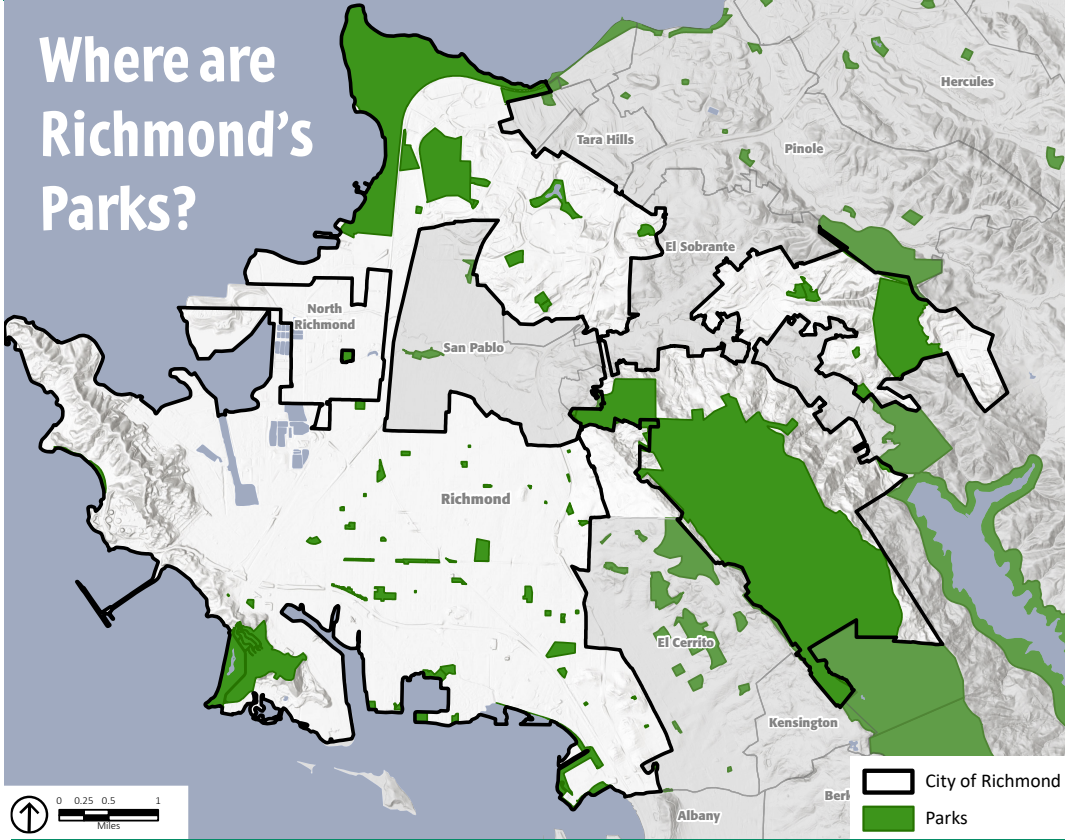 Where are
Richmond's
Parks?
Hercules
Tara Hills
Pinole
El Sobrante
North
Richmond
San Pablo
Richmond
El Cerrito
Kensington
Berk
Albany
0 0.25 0.5 1
Miles
City of Richmond
Parks